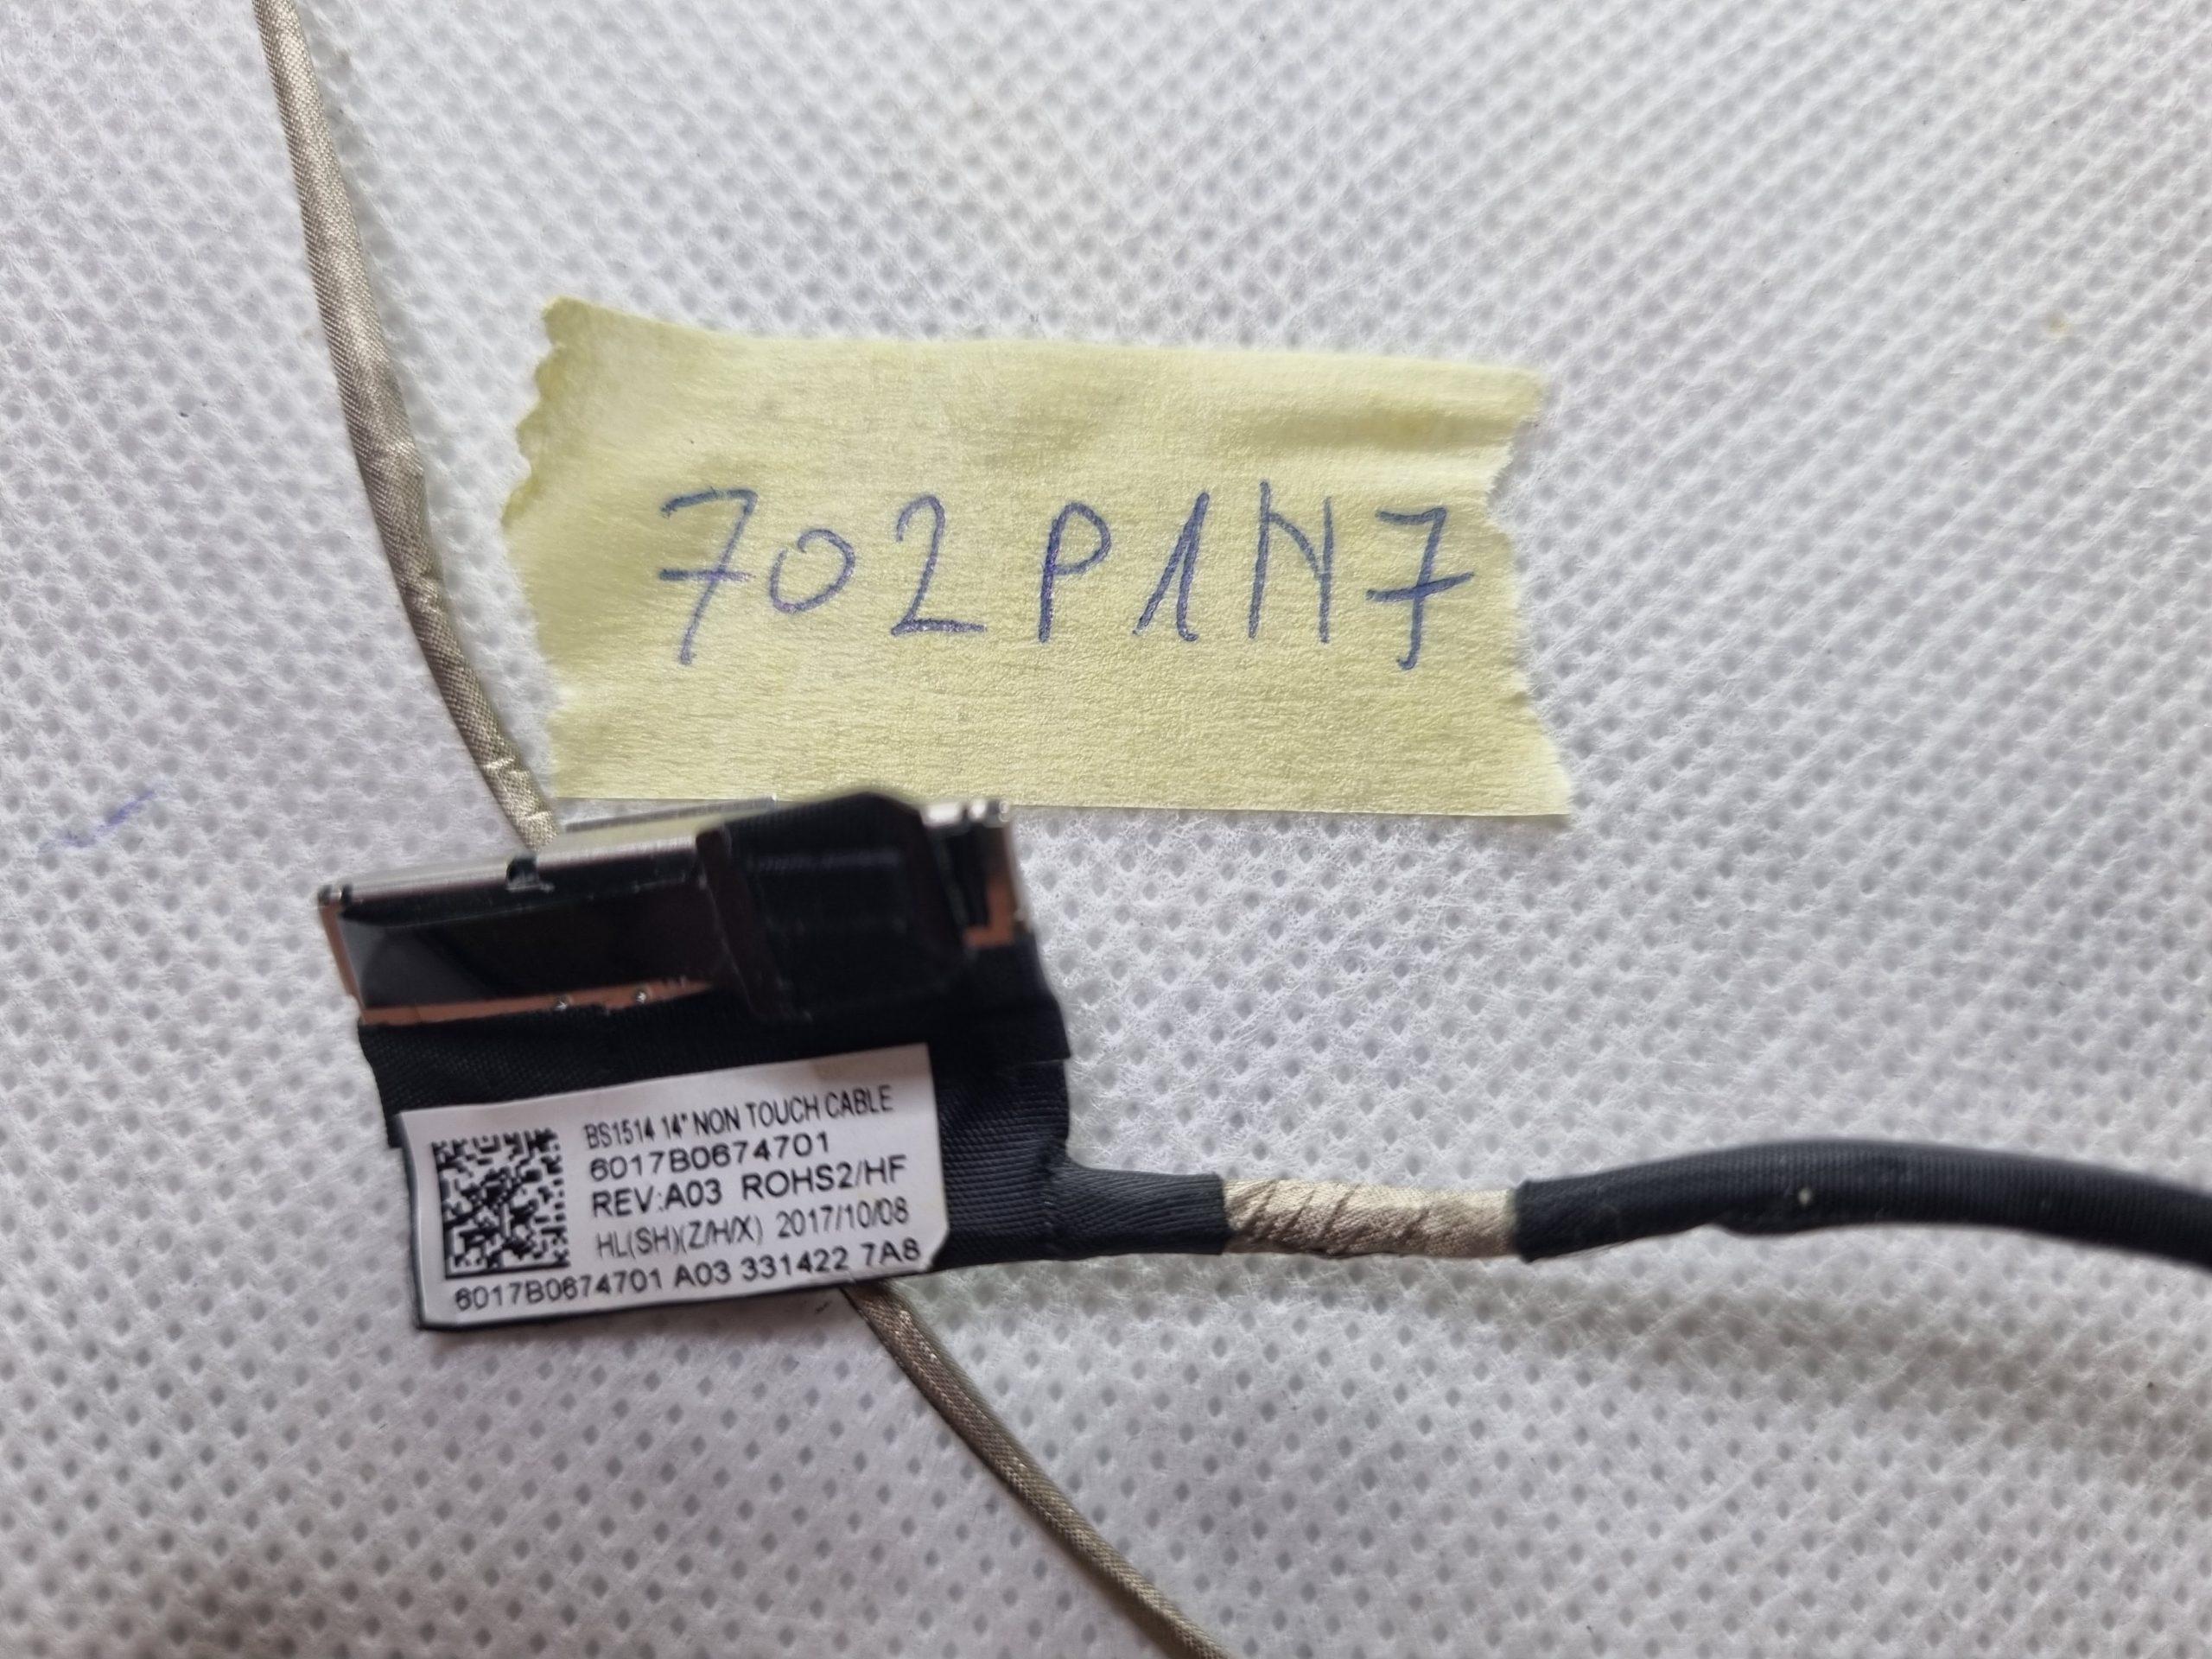 702P1N7
BS1514 14" NON TOUCH CABLE
6017B0674701
REV:A03 ROHS2/HF
HL(SH)(Z/H/X) 2017/10/08
6017B0674701 A03 331422 7A8